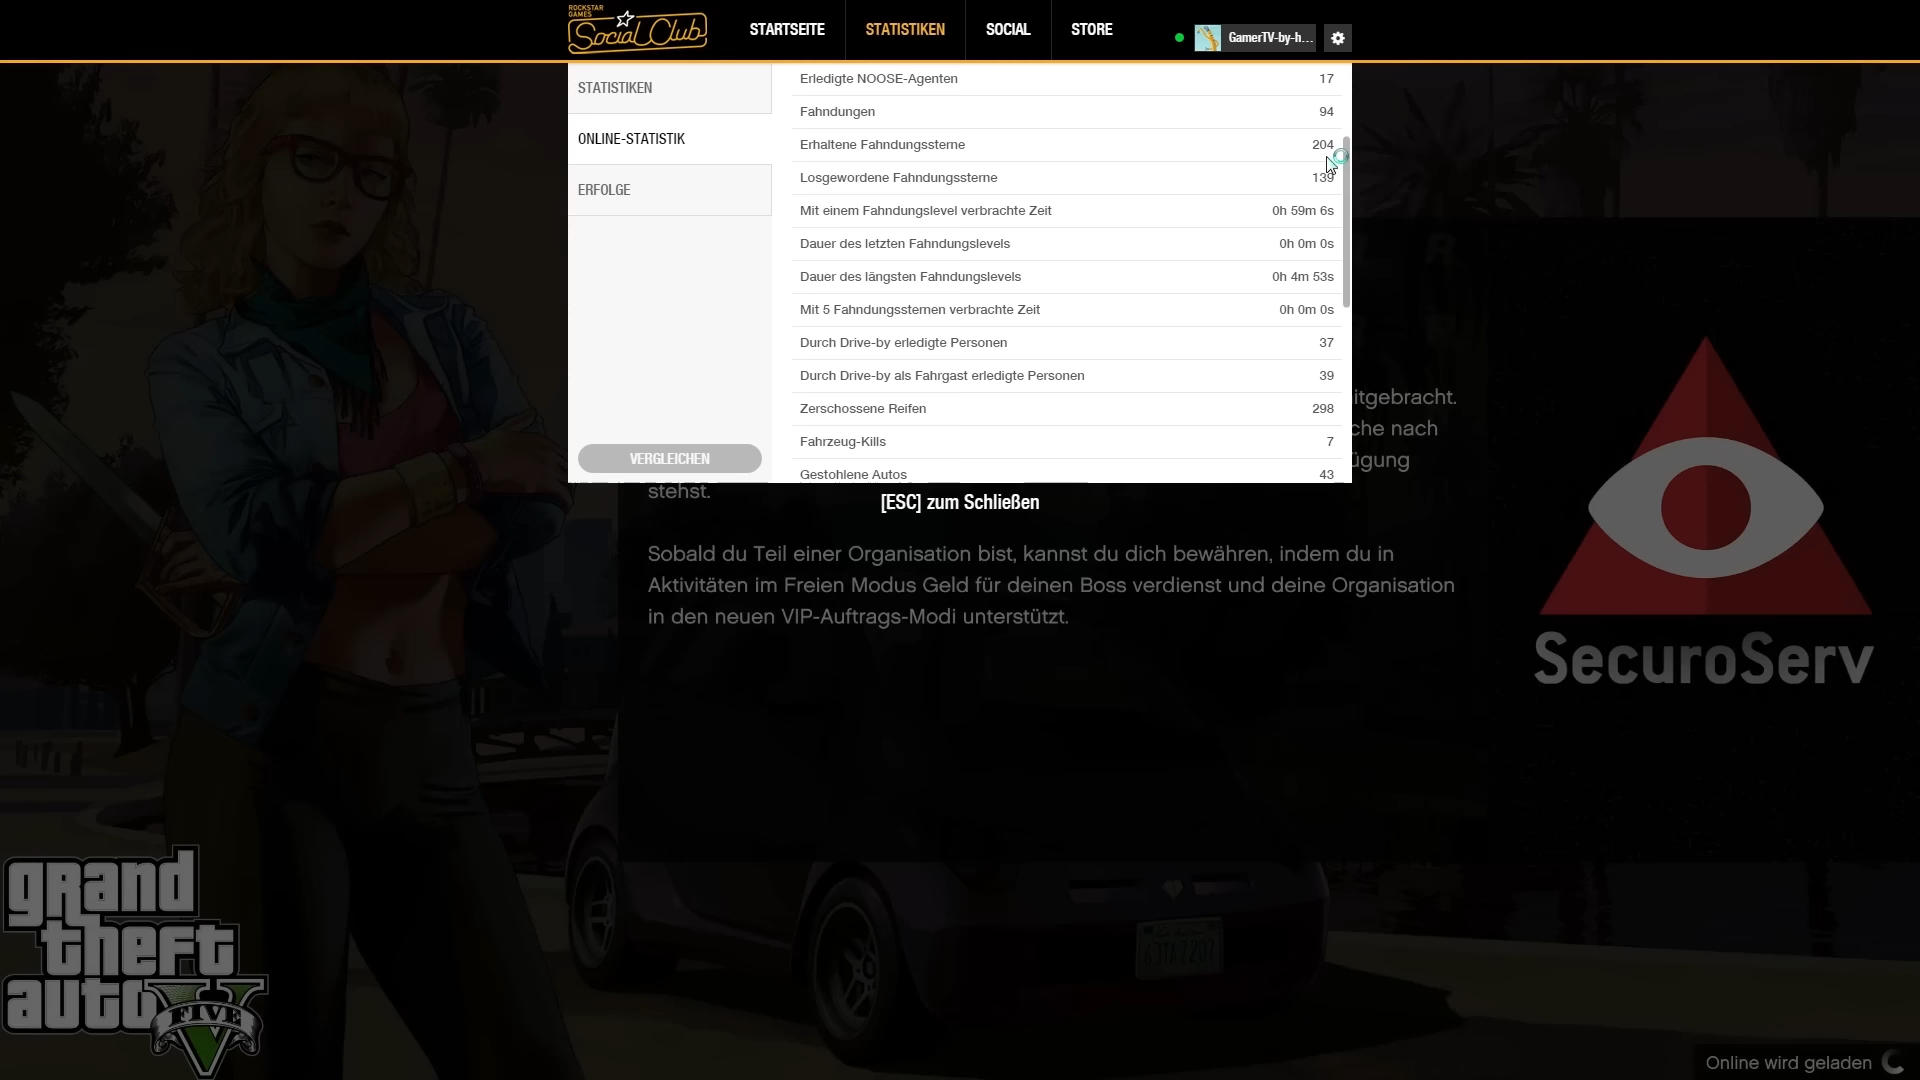 ROCKSTAR
GAMES
Social Club
STARTSEITE
STATISTIKEN
SOCIAL
STORE
GamerTV-by-h...
STATISTIKEN
ONLINE-STATISTIK
ERFOLGE
VERGLEICHEN
Erledigte NOOSE-Agenten 17
Fahndungen 94
Erhaltene Fahndungssterne 204
Losgewordene Fahndungssterne 139
Mit einem Fahndungslevel verbrachte Zeit 0h 59m 6s
Dauer des letzten Fahndungslevels 0h 0m 0s
Dauer des längsten Fahndungslevels 0h 4m 53s
Mit 5 Fahndungssternen verbrachte Zeit 0h 0m 0s
Durch Drive-by erledigte Personen 37
Durch Drive-by als Fahrgast erledigte Personen 39
Zerschossene Reifen 298
Fahrzeug-Kills 7
Gestohlene Autos 43
[ESC] zum Schließen
itgebracht.
che nach
ügung
stehst.
Sobald du Teil einer Organisation bist, kannst du dich bewähren, indem du in
Aktivitäten im Freien Modus Geld für deinen Boss verdienst und deine Organisation
in den neuen VIP-Auftrags-Modi unterstützt.
SecuroServ
grand
theft
auto
FIVE
V
Online wird geladen